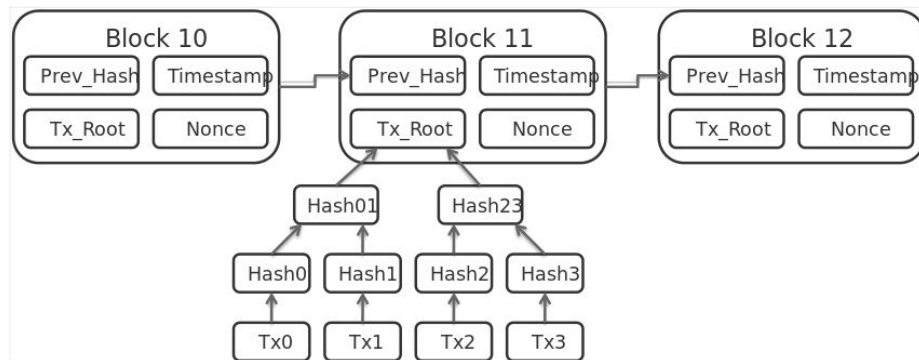 Block 10 Block 11 Block 12
Prev_Hash Timestamp Prev_Hash Timestamp Prev_Hash Timestamp
Tx_Root Nonce Tx_Root Nonce Tx_Root Nonce
Hash01 Hash23
Hash0 Hash1 Hash2 Hash3
Tx0 Tx1 Tx2 Tx3